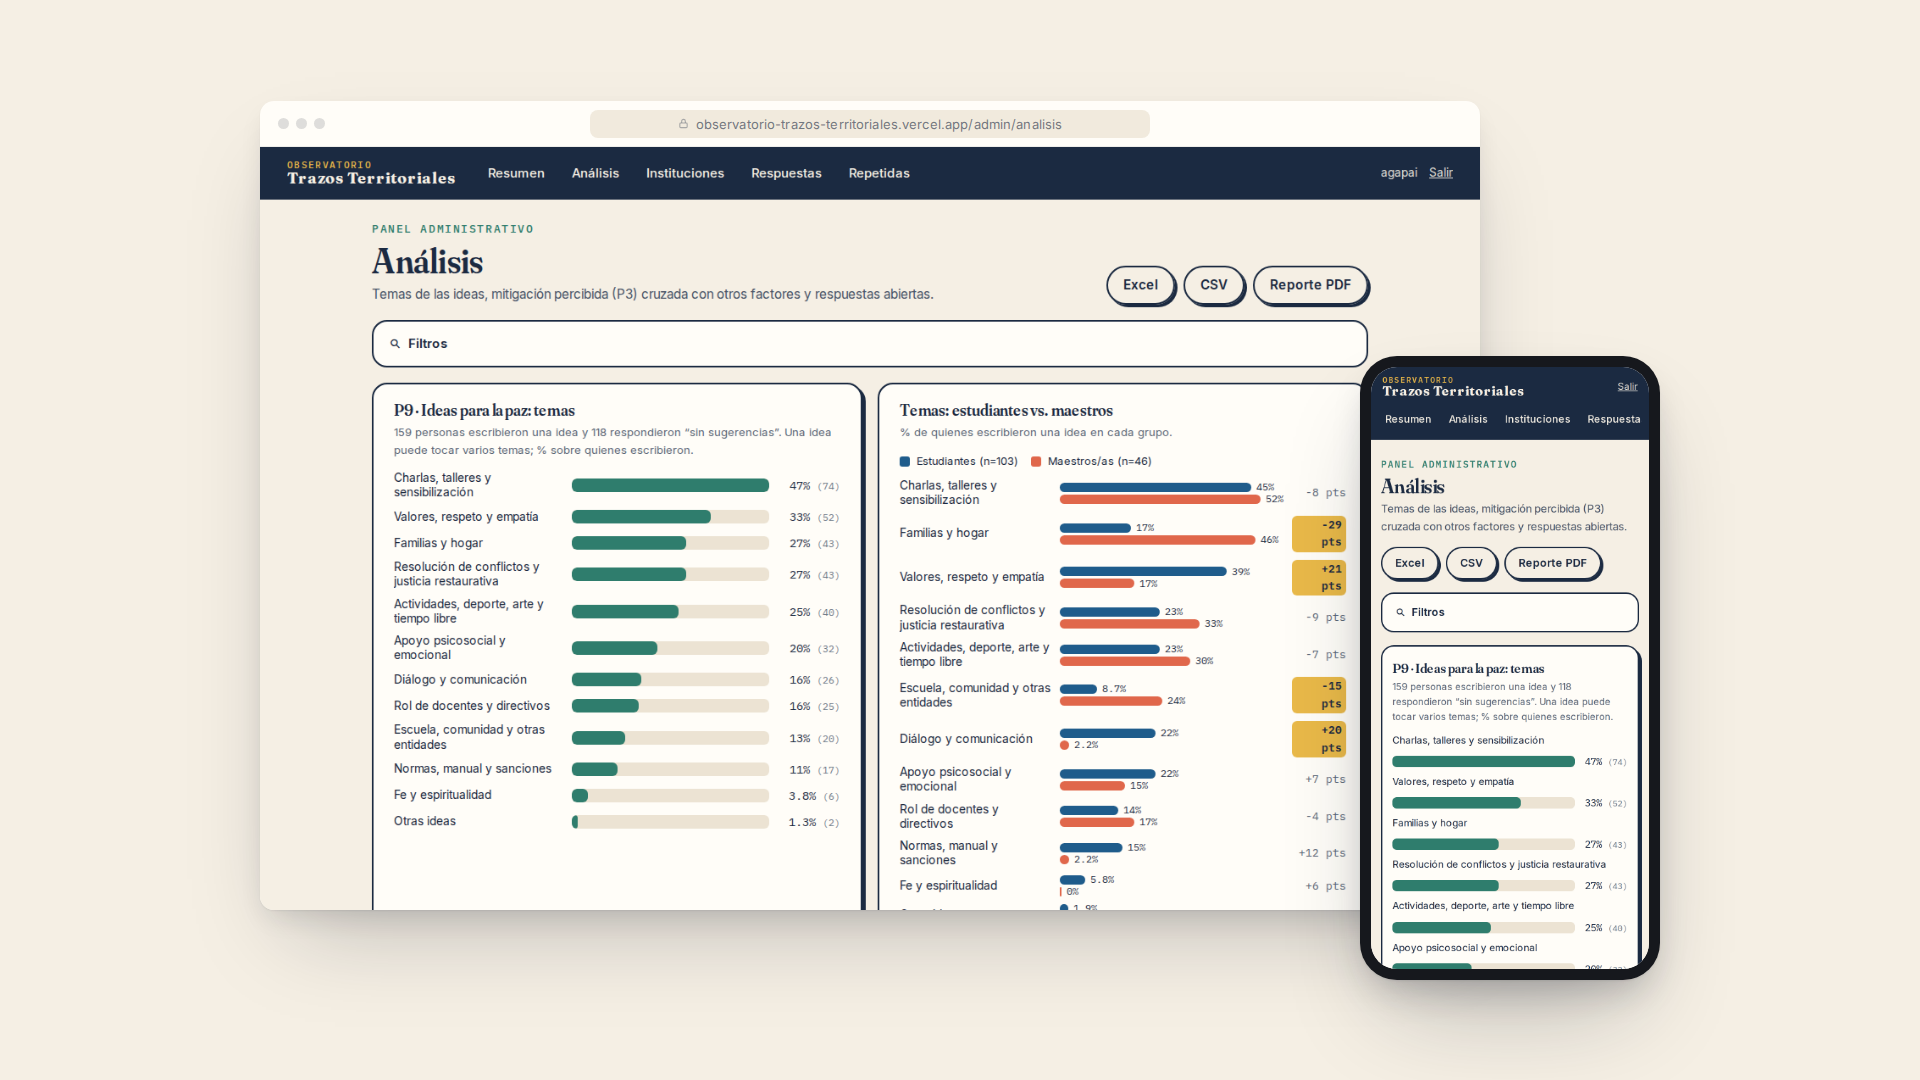 observatorio-trazos-territoriales.vercel.app/admin/analisis
OBSERVATORIO
Trazos Territoriales
Resumen
Análisis
Instituciones
Respuestas
Repetidas
agapai
Salir
PANEL ADMINISTRATIVO
Análisis
Temas de las ideas, mitigación percibida (P3) cruzada con otros factores y respuestas abiertas.
Excel
CSV
Reporte PDF
Filtros
P9 · Ideas para la paz: temas
159 personas escribieron una idea y 118 respondieron “sin sugerencias”. Una idea
puede tocar varios temas; % sobre quienes escribieron.
Charlas, talleres y
sensibilización
47% (74)
Valores, respeto y empatía
33% (52)
Familias y hogar
27% (43)
Resolución de conflictos y
justicia restaurativa
27% (43)
Actividades, deporte, arte y
tiempo libre
25% (40)
Apoyo psicosocial y
emocional
20% (32)
Diálogo y comunicación
16% (26)
Rol de docentes y directivos
16% (25)
Escuela, comunidad y otras
entidades
13% (20)
Normas, manual y sanciones
11% (17)
Fe y espiritualidad
3.8% (6)
Otras ideas
1.3% (2)
Temas: estudiantes vs. maestros
% de quienes escribieron una idea en cada grupo.
Estudiantes (n=103)
Maestros/as (n=46)
Charlas, talleres y
sensibilización
45%
52%
-8 pts
Familias y hogar
17%
46%
-29
pts
Valores, respeto y empatía
39%
17%
+21
pts
Resolución de conflictos y
justicia restaurativa
23%
33%
-9 pts
Actividades, deporte, arte y
tiempo libre
23%
30%
-7 pts
Escuela, comunidad y otras
entidades
8.7%
24%
-15
pts
Diálogo y comunicación
22%
2.2%
+20
pts
Apoyo psicosocial y
emocional
22%
15%
+7 pts
Rol de docentes y
directivos
14%
17%
-4 pts
Normas, manual y
sanciones
15%
2.2%
+12 pts
Fe y espiritualidad
5.8%
0%
+6 pts
1.9%
OBSERVATORIO
Trazos Territoriales
Salir
Resumen
Análisis
Instituciones
Respuesta
PANEL ADMINISTRATIVO
Análisis
Temas de las ideas, mitigación percibida (P3)
cruzada con otros factores y respuestas abiertas.
Excel
CSV
Reporte PDF
Filtros
P9 · Ideas para la paz: temas
159 personas escribieron una idea y 118
respondieron “sin sugerencias”. Una idea puede
tocar varios temas; % sobre quienes escribieron.
Charlas, talleres y sensibilización
47% (74)
Valores, respeto y empatía
33% (52)
Familias y hogar
27% (43)
Resolución de conflictos y justicia restaurativa
27% (43)
Actividades, deporte, arte y tiempo libre
25% (40)
Apoyo psicosocial y emocional